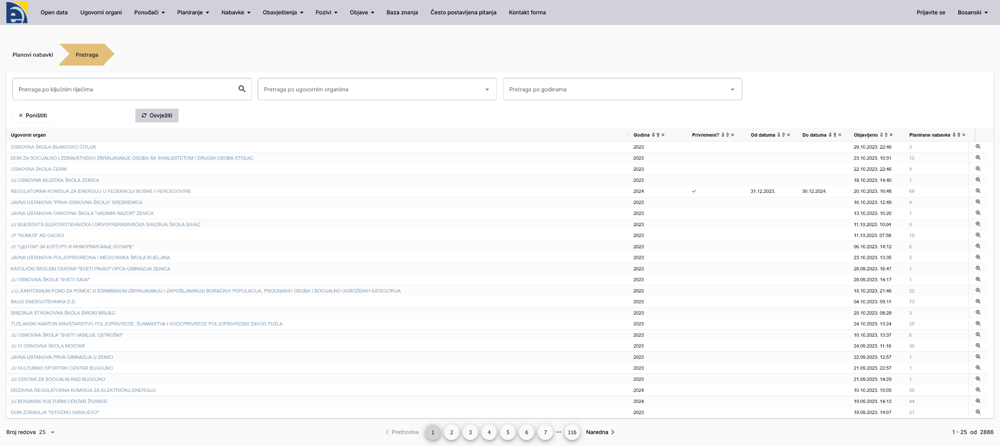 Open data Ugovorni organi Ponuđači Planiranje Nabavke Obavještenja Pozivi Objave Baza znanja Često postavljena pitanja Kontakt forma Prijavite se Bosanski
Planovi nabavki Pretraga
Pretraga po ključnim riječima Pretraga po ugovornim organima Pretraga po godinama
Poništiti Osvježiti
Ugovorni organ Godina Privremeni? Od datuma Do datuma Objavljeno Planirane nabavke
OSNOVNA ŠKOLA BIJAKOVIĆI ČITLUK 2023 29.10.2023. 22:46 3
DOM ZA SOCIJALNO I ZDRAVSTVENO ZBRINJAVANJE OSOBA SA INVALIDITETOM I DRUGIH OSOBA STOLAC 2023 23.10.2023. 10:31 12
OSNOVNA ŠKOLA ČERIN 2023 22.10.2023. 22:46 4
JU OSNOVNA MUZIČKA ŠKOLA ZENICA 2023 18.10.2023. 14:40 1
REGULATORNA KOMISIJA ZA ENERGIJU U FEDERACIJI BOSNE I HERCEGOVINE 2024 31.12.2023. 30.12.2024. 20.10.2023. 16:48 69
JAVNA USTANOVA "PRVA OSNOVNA ŠKOLA" SREBRENICA 2023 16.10.2023. 12:49 9
JAVNA USTANOVA OSNOVNA ŠKOLA "VADIMIR NAZOR" ZENICA 2023 13.10.2023. 10:20 1
JU MJEŠOVITA ELEKTROTEHNIČKA I DRVOPRERAĐIVAČKA SREDNJA ŠKOLA BIHAĆ 2023 11.10.2023. 10:04 5
JP "KOMUS" AD GACKO 2023 11.10.2023. 07:58 19
ЈУ "ЦЕНТАР ЗА КУЛТУРУ И ИНФОРМИСАЊЕ ЛОПАРЕ" 2023 06.10.2023. 14:12 6
JAVNA USTANOVA POLJOPRIVREDNA I MEDICINSKA ŠKOLA BIJELJINA 2023 23.10.2023. 13:35 5
KATOLIČKI ŠKOLSKI CENTAR "SVETI PAVAO" OPĆA GIMNAZIJA ZENICA 2023 28.09.2023. 16:47 1
JU OSNOVNA ŠKOLA "SVETI SAVA" 2023 28.09.2023. 14:17 1
J.U,,KANTONALNI FOND ZA POMOĆ U STAMBENOM ZBRINJAVANJU I ZAPOŠLJAVANJU BORAČKIH POPULACIJA, PROGNANIH OSOBA I SOCIJALNO UGROŽENIH KATEGORIJA 2023 15.10.2023. 21:46 22
BAGS ENERGOTEHNIKA D.D. 2023 04.10.2023. 09:11 73
SREDNJA STRUKOVNA ŠKOLA ŠIROKI BRIJEG 2023 25.10.2023. 08:28 3
TUZLANSKI KANTON MINISTARSTVO POLJOPRIVREDE, ŠUMARSTVA I VODOPRIVREDE POLJOPRIVREDNI ZAVOD TUZLA 2023 24.10.2023. 13:24 25
JU OSNOVNA ŠKOLA "SVETI VASILIJE OSTROŠKI" 2023 10.10.2023. 13:37 6
JU IV OSNOVNA ŠKOLA MOSTAR 2023 24.09.2023. 11:16 30
JAVNA USTANOVA PRVA GIMNAZIJA U ZENICI 2023 22.09.2023. 12:57 1
JU KULTURNO SPORTSKI CENTAR BUGOJNO 2023 21.09.2023. 22:57 1
JU CENTAR ZA SOCIJALNI RAD BUGOJNO 2023 21.09.2023. 14:29 1
DRŽAVNA REGULATORNA KOMISIJA ZA ELEKTRIČNU ENERGIJU 2024 10.10.2023. 15:05 59
JU BOSANSKI KULTURNI CENTAR ŽIVINICE 2024 19.09.2023. 14:12 44
DOM ZDRAVLJA "ISTOČNO SARAJEVO" 2023 19.09.2023. 14:07 21
Broj redova 25 Prethodna 1 2 3 4 5 6 7 ... 116 Naredna 1 - 25 od 2886